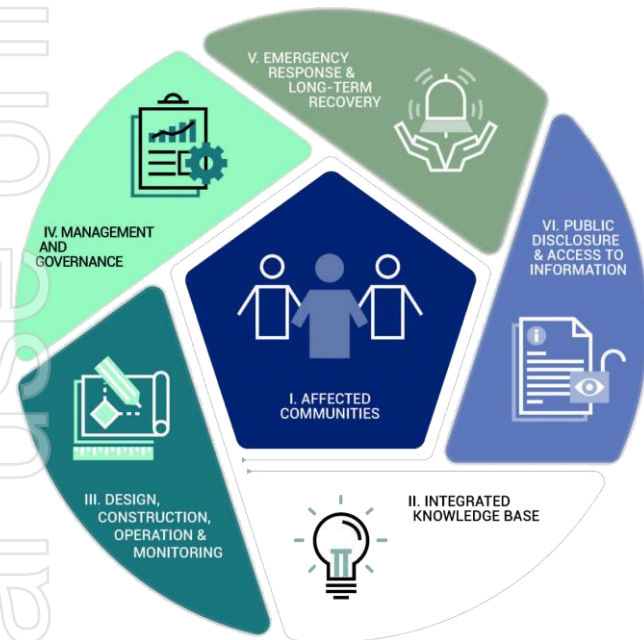 V. EMERGENCY
RESPONSE &
LONG-TERM
RECOVERY
IV. MANAGEMENT
AND
GOVERNANCE
VI. PUBLIC
DISCLOSURE
& ACCESS TO
INFORMATION
I. AFFECTED
COMMUNITIES
III. DESIGN,
CONSTRUCTION,
OPERATION &
MONITORING
II. INTEGRATED
KNOWLEDGE BASE